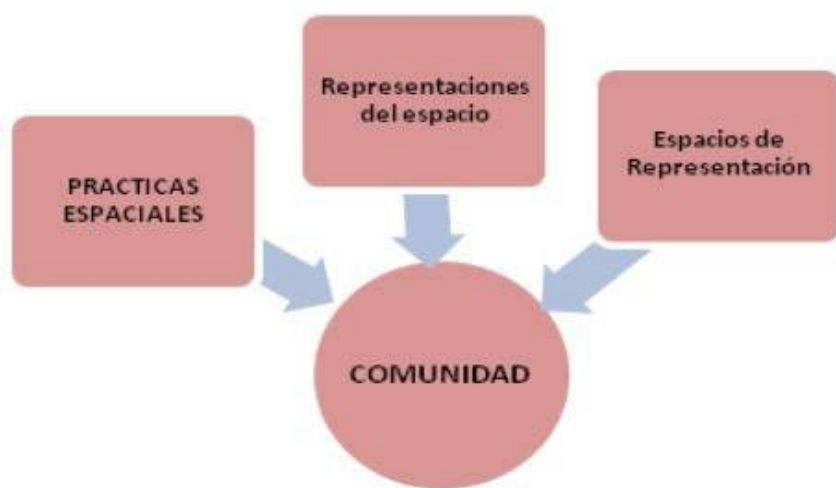 PRACTICAS
ESPACIALES
Representaciones
del espacio
Espacios de
Representación
COMUNIDAD